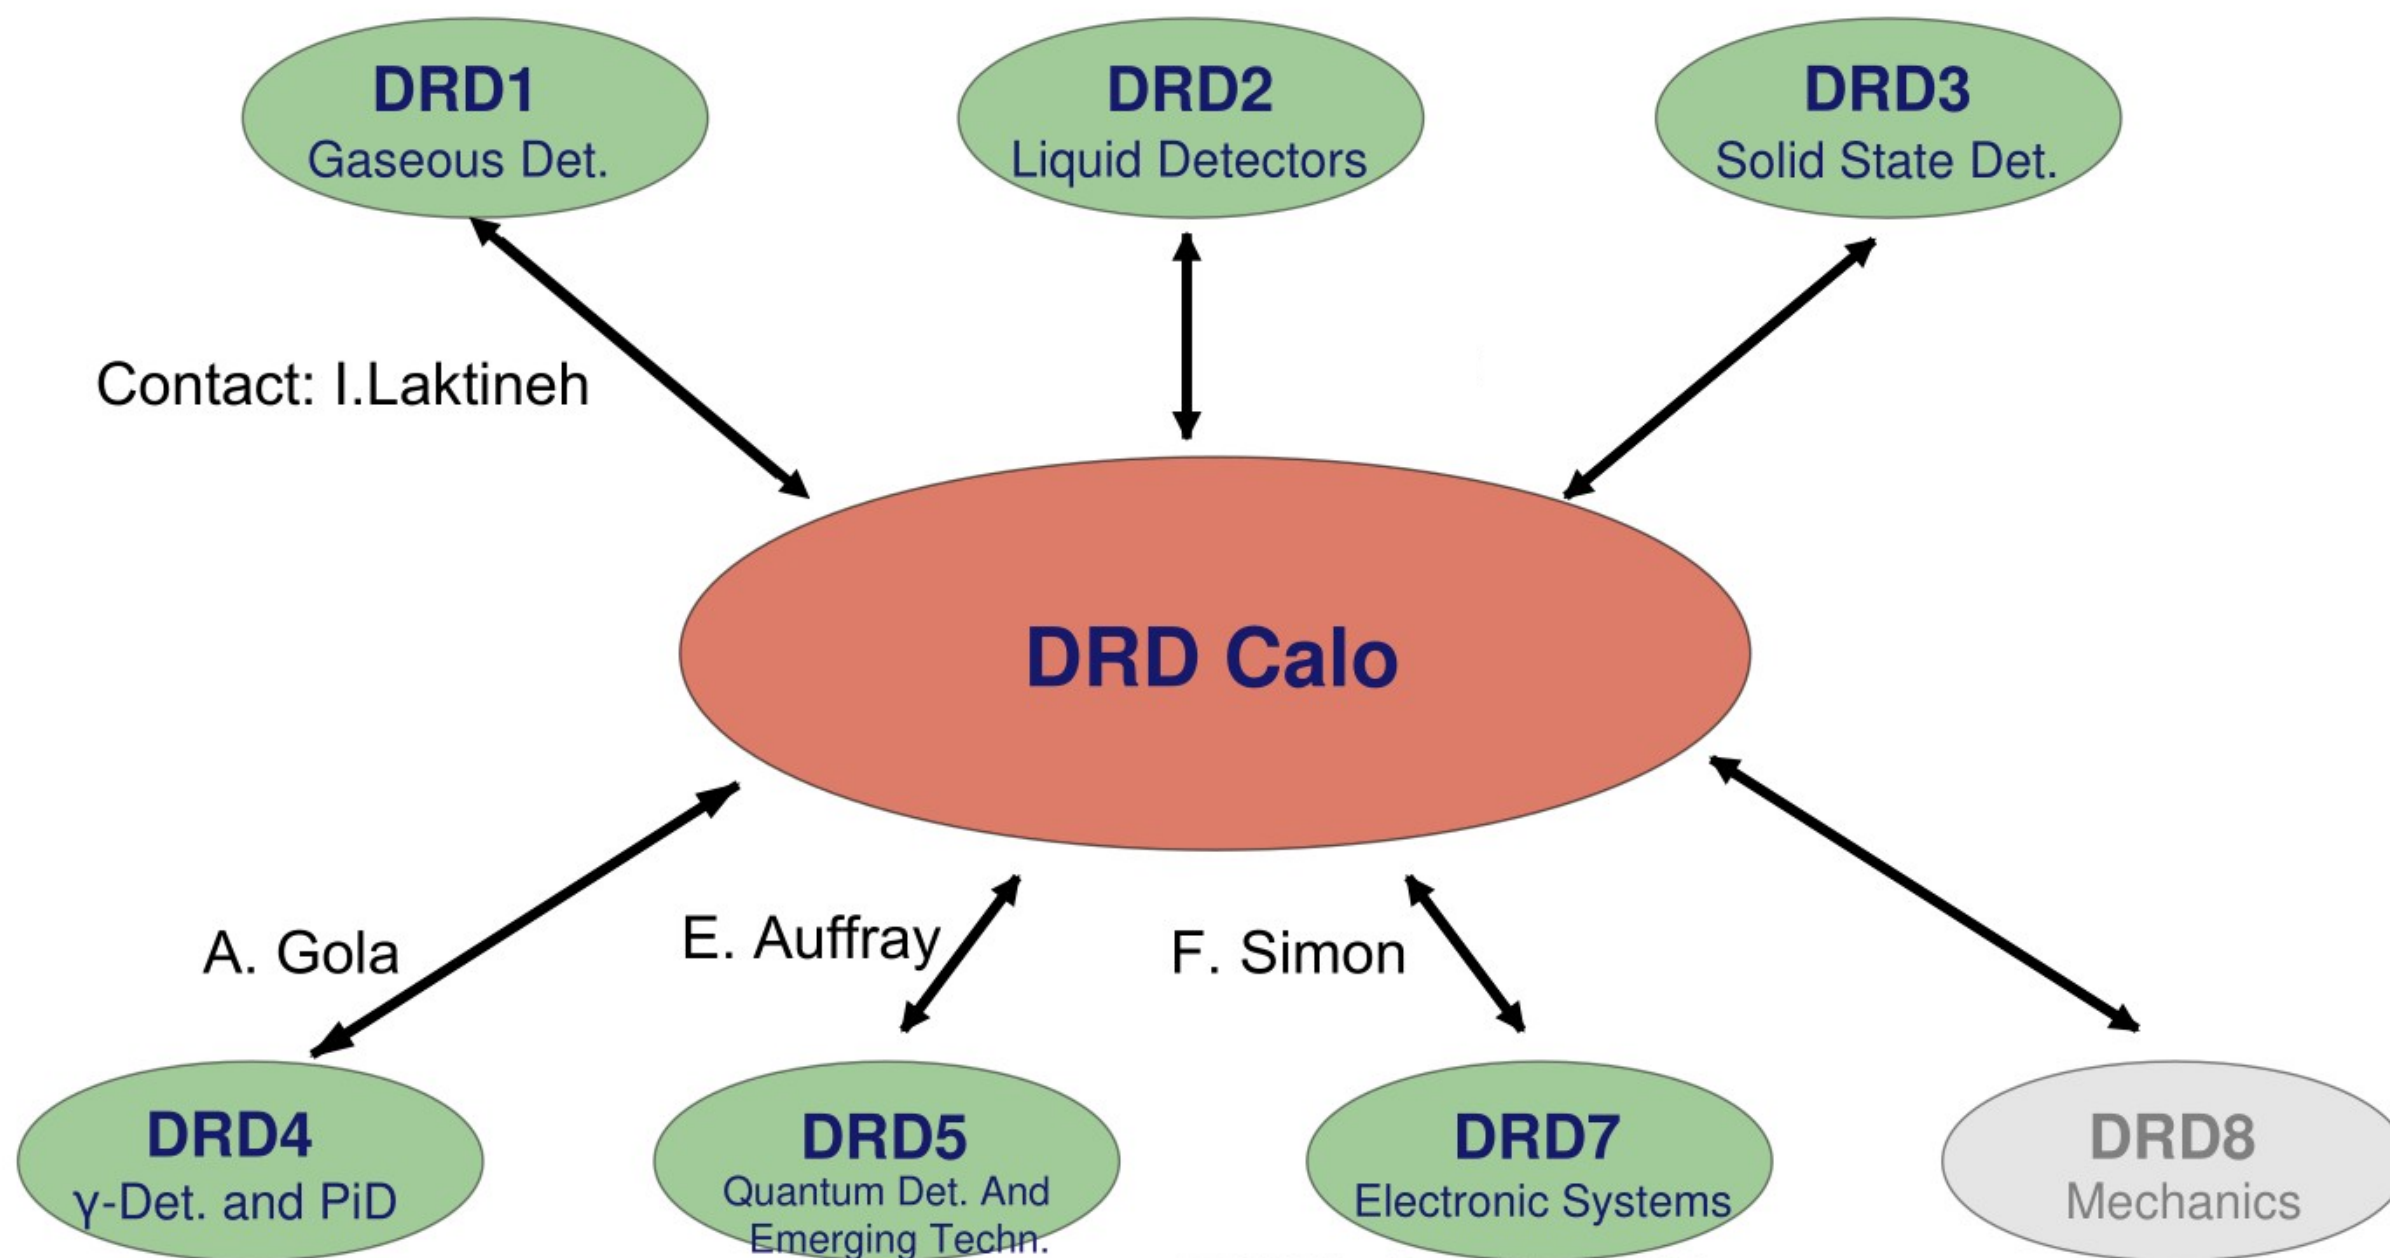 DRD1
Gaseous Det.
DRD2
Liquid Detectors
DRD3
Solid State Det.
Contact: I.Laktineh
DRD Calo
A. Gola
E. Auffray
F. Simon
DRD4
γ-Det. and PiD
DRD5
Quantum Det. And
Emerging Techn.
DRD7
Electronic Systems
DRD8
Mechanics